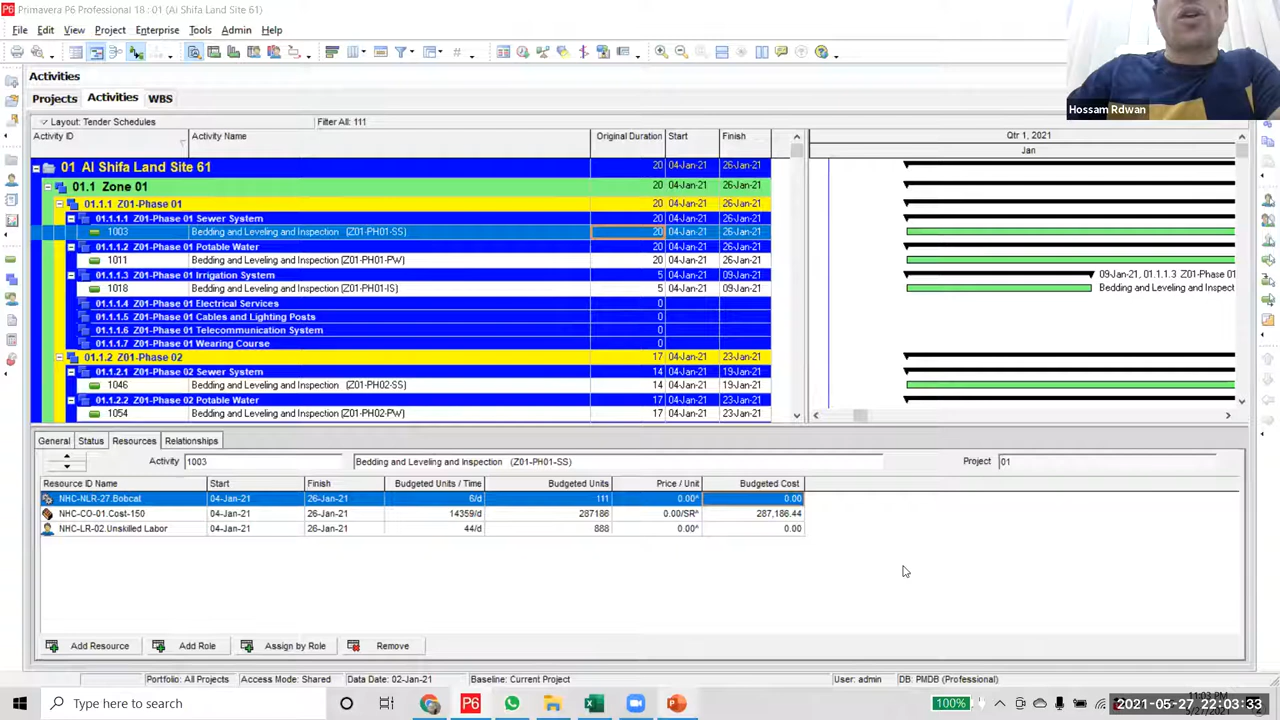 Primavera P6 Professional 18 : 01 (Al Shifa Land Site 61)
File Edit View Project Enterprise Tools Admin Help
Hossam Rdwan
Activities
Projects Activities WBS
Layout: Tender Schedules Filter All: 111
Activity ID Activity Name Original Duration Start Finish Qtr 1, 2021
Jan
01 Al Shifa Land Site 61 20 04-Jan-21 26-Jan-21
01.1 Zone 01 20 04-Jan-21 26-Jan-21
01.1.1 Z01-Phase 01 20 04-Jan-21 26-Jan-21
01.1.1.1 Z01-Phase 01 Sewer System 20 04-Jan-21 26-Jan-21
1003 Bedding and Leveling and Inspection (Z01-PH01-SS) 20 04-Jan-21 26-Jan-21
01.1.1.2 Z01-Phase 01 Potable Water 20 04-Jan-21 26-Jan-21
1011 Bedding and Leveling and Inspection (Z01-PH01-PW) 20 04-Jan-21 26-Jan-21
01.1.1.3 Z01-Phase 01 Irrigation System 5 04-Jan-21 09-Jan-21 09-Jan-21, 01.1.1.3 Z01-Phase 01
1018 Bedding and Leveling and Inspection (Z01-PH01-IS) 5 04-Jan-21 09-Jan-21 Bedding and Leveling and Inspect
01.1.1.4 Z01-Phase 01 Electrical Services 0
01.1.1.5 Z01-Phase 01 Cables and Lighting Posts 0
01.1.1.6 Z01-Phase 01 Telecommunication System 0
01.1.1.7 Z01-Phase 01 Wearing Course 0
01.1.2 Z01-Phase 02 17 04-Jan-21 23-Jan-21
01.1.2.1 Z01-Phase 02 Sewer System 14 04-Jan-21 19-Jan-21
1046 Bedding and Leveling and Inspection (Z01-PH02-SS) 14 04-Jan-21 19-Jan-21
01.1.2.2 Z01-Phase 02 Potable Water 17 04-Jan-21 23-Jan-21
1054 Bedding and Leveling and Inspection (Z01-PH02-PW) 17 04-Jan-21 23-Jan-21
General Status Resources Relationships
Activity 1003 Bedding and Leveling and Inspection (Z01-PH01-SS) Project 01
Resource ID Name Start Finish Budgeted Units / Time Budgeted Units Price / Unit Budgeted Cost
NHC-NLR-27.Bobcat 04-Jan-21 26-Jan-21 6/d 111 0.00^ 0.00
NHC-CO-01.Cost-150 04-Jan-21 26-Jan-21 14359/d 287186 0.00/SR^ 287,186.44
NHC-LR-02.Unskilled Labor 04-Jan-21 26-Jan-21 44/d 888 0.00^ 0.00
Add Resource Add Role Assign by Role Remove
Portfolio: All Projects Access Mode: Shared Data Date: 02-Jan-21 Baseline: Current Project User: admin DB: PMDB (Professional)
Type here to search 100% 2021-05-27 22:03:33